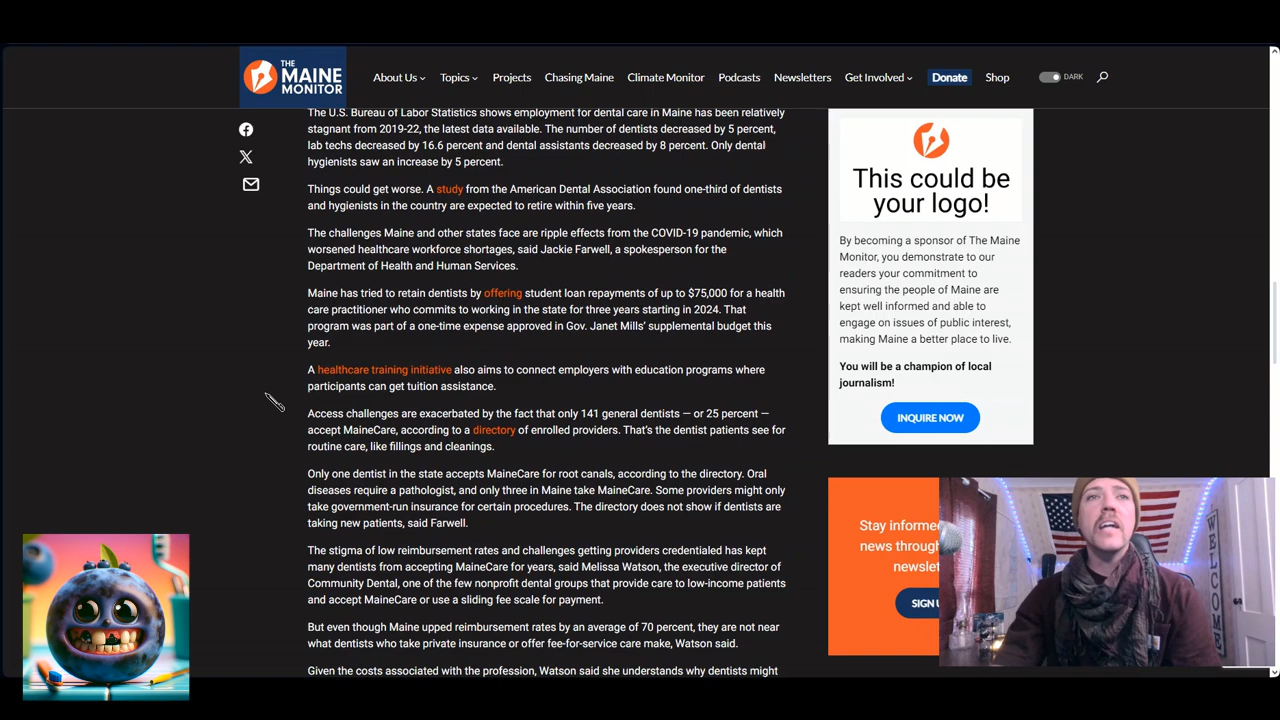 THE
MAINE
MONITOR
About Us
Topics
Projects
Chasing Maine
Climate Monitor
Podcasts
Newsletters
Get Involved
Donate
Shop
DARK
The U.S. Bureau of Labor Statistics shows employment for dental care in Maine has been relatively
stagnant from 2019-22, the latest data available. The number of dentists decreased by 5 percent,
lab techs decreased by 16.6 percent and dental assistants decreased by 8 percent. Only dental
hygienists saw an increase by 5 percent.
Things could get worse. A study from the American Dental Association found one-third of dentists
and hygienists in the country are expected to retire within five years.
The challenges Maine and other states face are ripple effects from the COVID-19 pandemic, which
worsened healthcare workforce shortages, said Jackie Farwell, a spokesperson for the
Department of Health and Human Services.
Maine has tried to retain dentists by offering student loan repayments of up to $75,000 for a health
care practitioner who commits to working in the state for three years starting in 2024. That
program was part of a one-time expense approved in Gov. Janet Mills' supplemental budget this
year.
A healthcare training initiative also aims to connect employers with education programs where
participants can get tuition assistance.
Access challenges are exacerbated by the fact that only 141 general dentists — or 25 percent —
accept MaineCare, according to a directory of enrolled providers. That's the dentist patients see for
routine care, like fillings and cleanings.
Only one dentist in the state accepts MaineCare for root canals, according to the directory. Oral
diseases require a pathologist, and only three in Maine take MaineCare. Some providers might only
take government-run insurance for certain procedures. The directory does not show if dentists are
taking new patients, said Farwell.
The stigma of low reimbursement rates and challenges getting providers credentialed has kept
many dentists from accepting MaineCare for years, said Melissa Watson, the executive director of
Community Dental, one of the few nonprofit dental groups that provide care to low-income patients
and accept MaineCare or use a sliding fee scale for payment.
But even though Maine upped reimbursement rates by an average of 70 percent, they are not near
what dentists who take private insurance or offer fee-for-service care make, Watson said.
Given the costs associated with the profession, Watson said she understands why dentists might
This could be
your logo!
By becoming a sponsor of The Maine
Monitor, you demonstrate to our
readers your commitment to
ensuring the people of Maine are
kept well informed and able to
engage on issues of public interest,
making Maine a better place to live.
You will be a champion of local
journalism!
INQUIRE NOW
Stay informed
news through
newsle
SIGN U
WELCOME